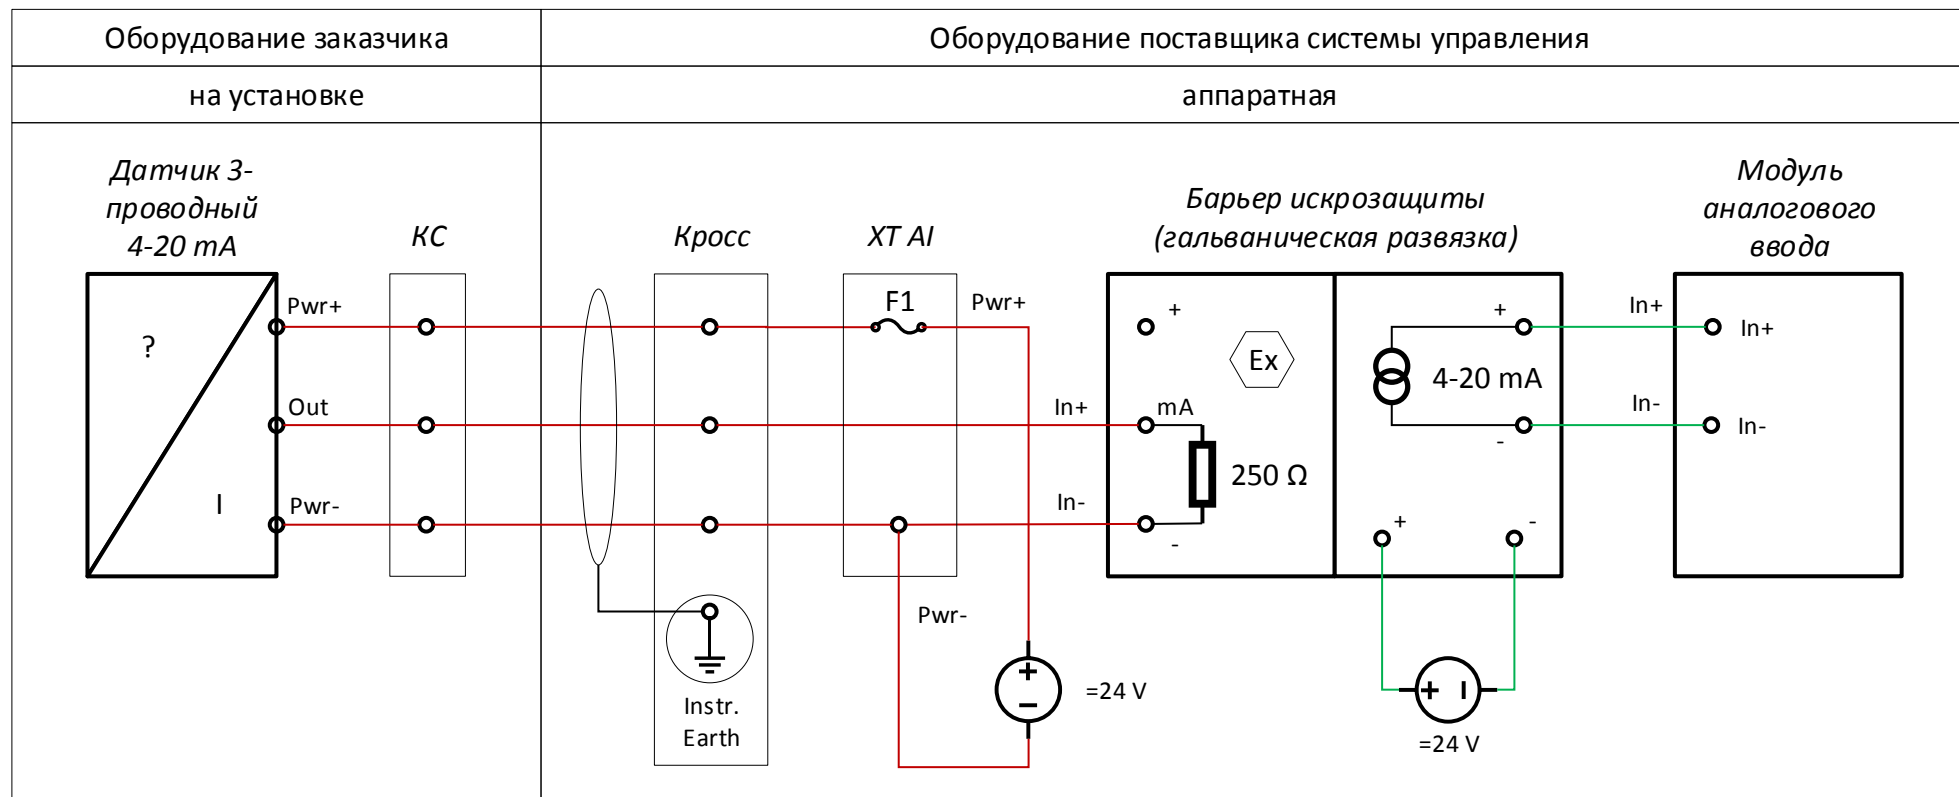 Оборудование заказчика
Оборудование поставщика системы управления
на установке
аппаратная
Датчик 3-
проводный
4-20 mA
КС
Кросс
XT AI
Барьер искрозащиты
(гальваническая развязка)
Модуль
аналогового
ввода
Pwr+
F1
Pwr+
+
+
In+
In+
?
Ex
4-20 mA
Out
In+
mA
In-
In-
-
I
Pwr-
In-
250 Ω
-
+
-
Pwr-
=24 V
Instr.
Earth
=24 V